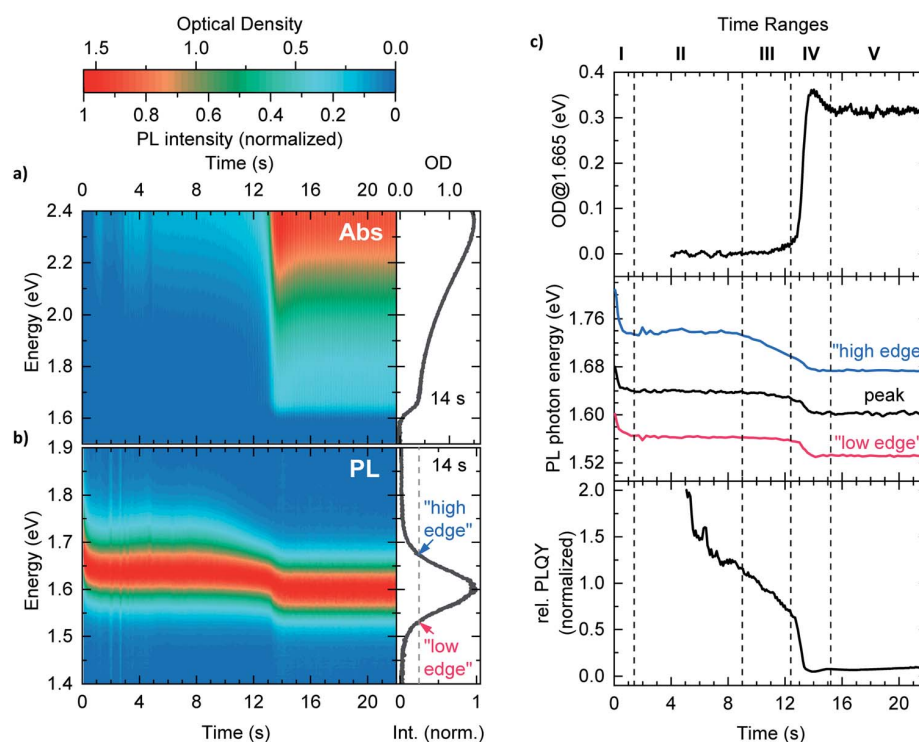 Optical Density
1.5 1.0 0.5 0.0
1 0.8 0.6 0.4 0.2 0
PL intensity (normalized)
Time (s) OD
a)
0 4 8 12 16 20 0.0 1.0
2.4
2.2
2.0
1.8
1.6
Energy (eV)
Abs
14 s
b)
1.9
1.8
1.7
1.6
1.5
1.4
Energy (eV)
PL
14 s
"high
edge"
"low
edge"
0 4 8 12 16 20 0 1
Time (s) Int. (norm.)
c)
Time Ranges
I II III IV V
0.4
0.3
0.2
0.1
0.0
OD@1.665 (eV)
1.76
1.68
1.60
1.52
PL photon energy (eV)
"high edge
peak
"low edge"
2.0
1.5
1.0
0.5
0.0
rel. PLQY
(normalized)
0 4 8 12 16 20
Time (s)